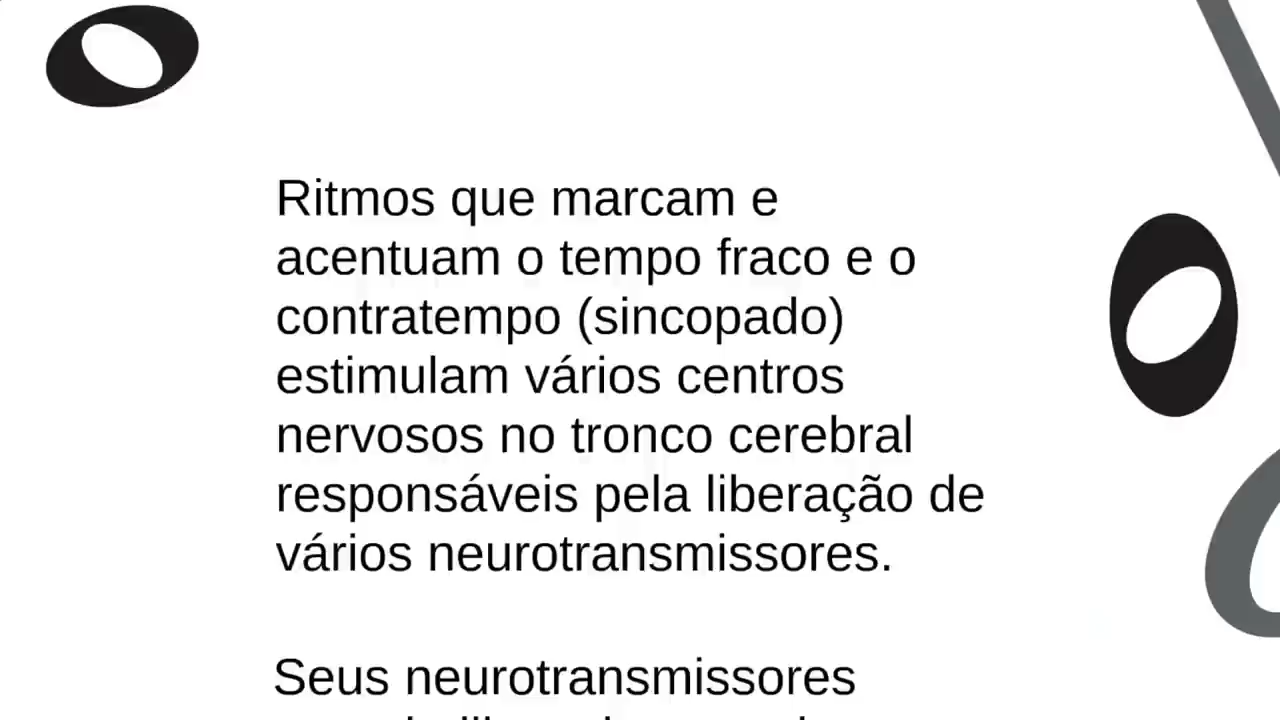 Ritmos que marcam e
acentuam o tempo fraco e o
contratempo (sincopado)
estimulam vários centros
nervosos no tronco cerebral
responsáveis pela liberação de
vários neurotransmissores.
Seus neurotransmissores